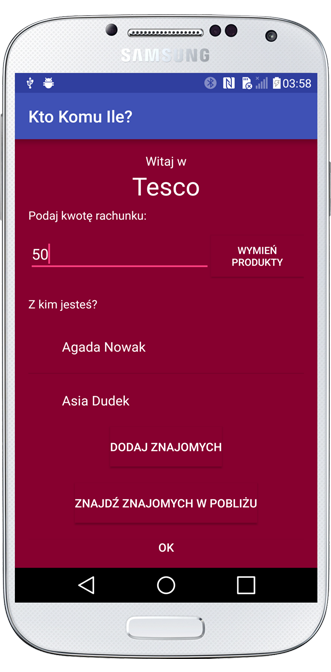 SAMSUNG
03:58
Kto Komu Ile?
Witaj w
Tesco
Podaj kwotę rachunku:
50
WYMIEŃ
PRODUKTY
Z kim jesteś?
Agada Nowak
Asia Dudek
DODAJ ZNAJOMYCH
ZNAJDŹ ZNAJOMYCH W POBLIŻU
OK